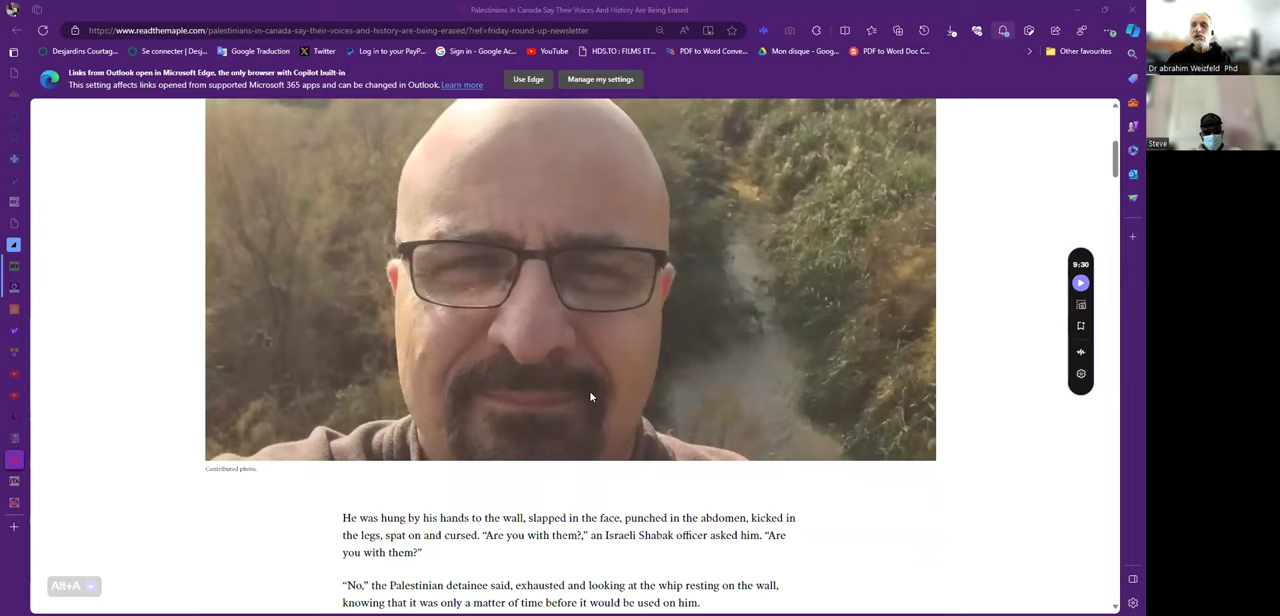 Palestinians In Canada Say Their Voices And History Are Being Erased
https://www.readthemaple.com/palestinians-in-canada-say-their-voices-and-history-are-being-erased/?ref=friday-round-up-newsletter
Desjardins Courtag... Se connecter | Desj... Google Traduction Twitter Log in to your PayP... Sign in - Google Ac... YouTube HDS.TO: FILMS ET... PDF to Word Conve... Mon disque - Goog... PDF to Word Doc C... Other favourites
Links from Outlook open in Microsoft Edge, the only browser with Copilot built-in
This setting affects links opened from supported Microsoft 365 apps and can be changed in Outlook. Learn more
Use Edge
Manage my settings
Dr abrahim Weizfeld Phd
Steve
9:30
Contributed photo.
He was hung by his hands to the wall, slapped in the face, punched in the abdomen, kicked in
the legs, spat on and cursed. “Are you with them?,” an Israeli Shabak officer asked him. “Are
you with them?”
“No,” the Palestinian detainee said, exhausted and looking at the whip resting on the wall,
knowing that it was only a matter of time before it would be used on him.
Alt+A